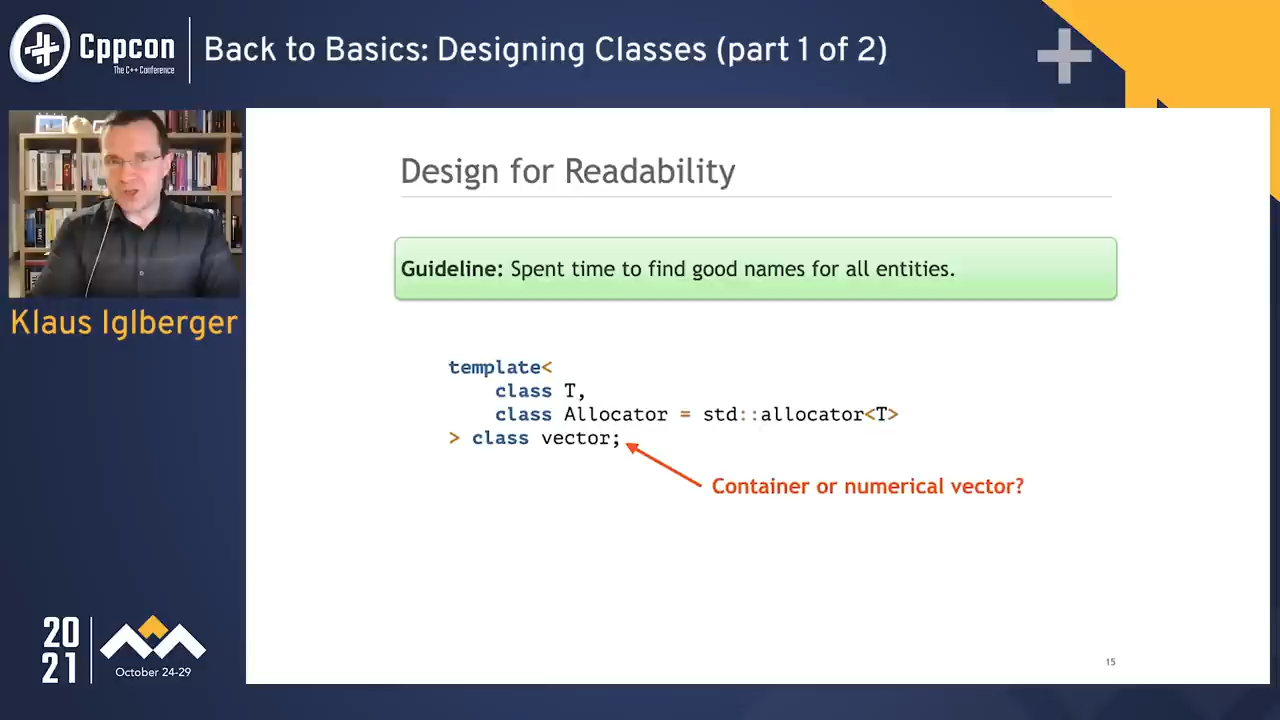 Cppcon
The C++ Conference
Back to Basics: Designing Classes (part 1 of 2)
Klaus Iglberger
Design for Readability
Guideline: Spent time to find good names for all entities.
template<
class T,
class Allocator = std::allocator<T>
> class vector;
Container or numerical vector?
20
21
October 24-29
15